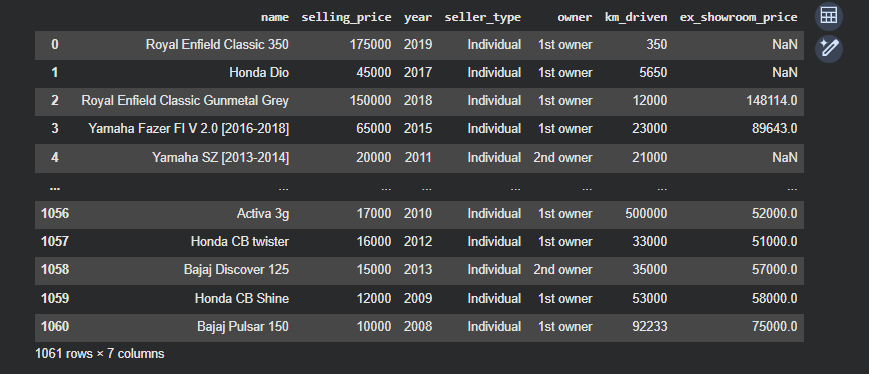 name selling_price year seller_type owner km_driven ex_showroom_price
0 Royal Enfield Classic 350 175000 2019 Individual 1st owner 350 NaN
1 Honda Dio 45000 2017 Individual 1st owner 5650 NaN
2 Royal Enfield Classic Gunmetal Grey 150000 2018 Individual 1st owner 12000 148114.0
3 Yamaha Fazer FI V 2.0 [2016-2018] 65000 2015 Individual 1st owner 23000 89643.0
4 Yamaha SZ [2013-2014] 20000 2011 Individual 2nd owner 21000 NaN
... ... ... ... ... ... ... ...
1056 Activa 3g 17000 2010 Individual 1st owner 500000 52000.0
1057 Honda CB twister 16000 2012 Individual 1st owner 33000 51000.0
1058 Bajaj Discover 125 15000 2013 Individual 2nd owner 35000 57000.0
1059 Honda CB Shine 12000 2009 Individual 1st owner 53000 58000.0
1060 Bajaj Pulsar 150 10000 2008 Individual 1st owner 92233 75000.0
1061 rows × 7 columns